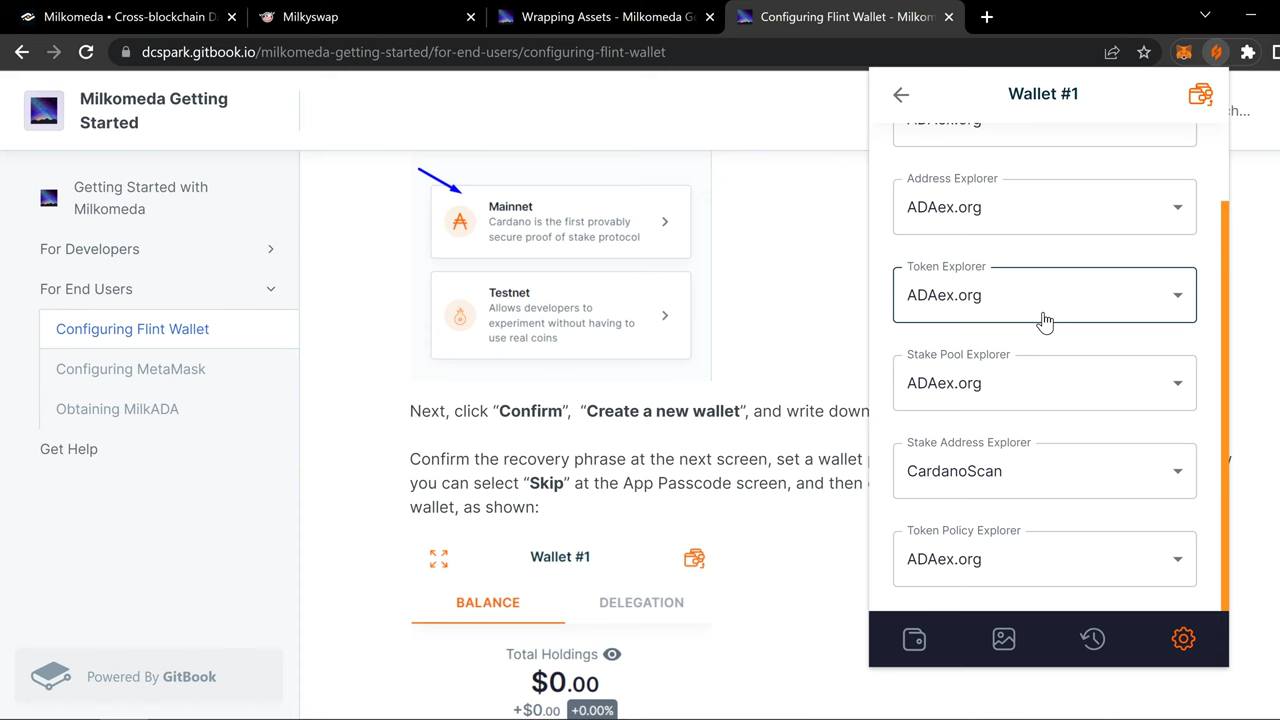 Milkomeda • Cross-blockchain D
Milkyswap
Wrapping Assets - Milkomeda Ge
Configuring Flint Wallet - Milkom
dcspark.gitbook.io/milkomeda-getting-started/for-end-users/configuring-flint-wallet
Milkomeda Getting
Started
ch...
Getting Started with
Milkomeda
For Developers
For End Users
Configuring Flint Wallet
Configuring MetaMask
Obtaining MilkADA
Get Help
Powered By GitBook
Mainnet
Cardano is the first provably
secure proof of stake protocol
Testnet
Allows developers to
experiment without having to
use real coins
Next, click “Confirm”, “Create a new wallet”, and write down
Confirm the recovery phrase at the next screen, set a wallet p
you can select “Skip” at the App Passcode screen, and then
wallet, as shown:
Wallet #1
BALANCE
DELEGATION
Total Holdings
$0.00
+$0.00 +0.00%
Wallet #1
ADAex.org
Address Explorer
ADAex.org
Token Explorer
ADAex.org
Stake Pool Explorer
ADAex.org
Stake Address Explorer
CardanoScan
Token Policy Explorer
ADAex.org